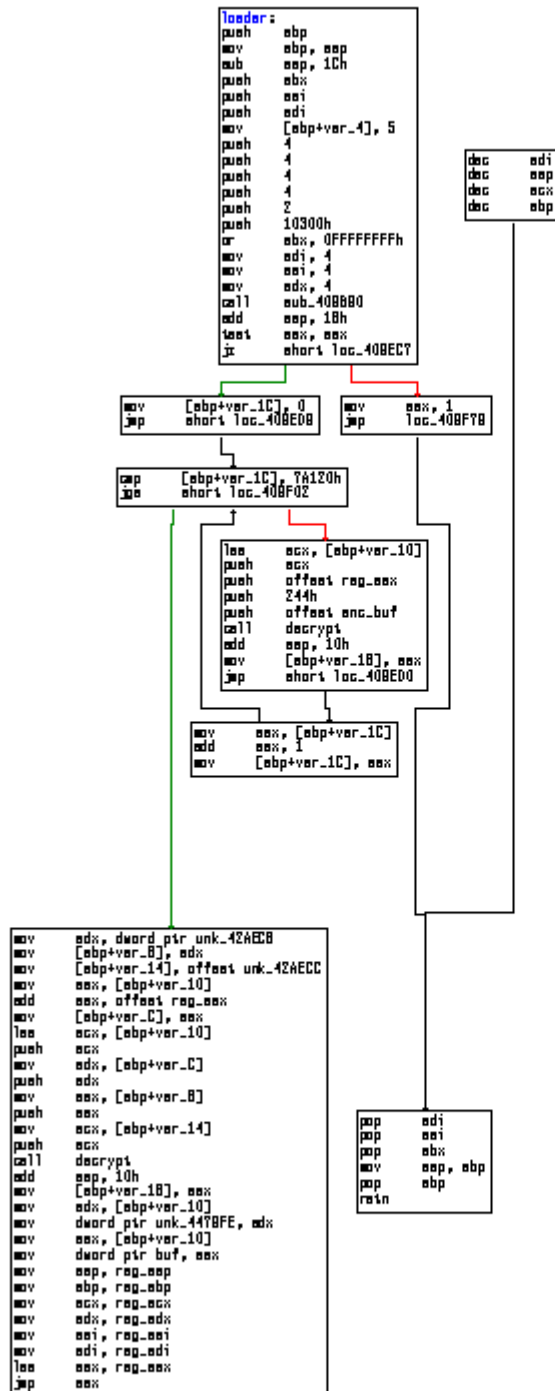 loader:
push ebp
mov ebp, esp
sub esp, 1Ch
push ebx
push esi
push edi
mov [ebp+var_4], 5
push 4
push 4
push 4
push 4
push 2
push 10300h
or ebx, 0FFFFFFFFh
mov edi, 4
mov esi, 4
mov edx, 4
call
add esp, 18h
test eax, eax
jz short
dec edi
dec esp
dec ecx
dec ebp
mov [ebp+var_1C], 0
jmp short
mov eax, 1
jmp
cmp [ebp+var_1C], 7A120h
jge short
lea ecx, [ebp+var_10]
push ecx
push offset reg_eax
push 244h
push offset enc_buf
call decrypt
add esp, 10h
mov [ebp+var_18], eax
jmp short
mov eax, [ebp+var_1C]
add eax, 1
mov [ebp+var_1C], eax
mov edx, dword ptr unk_42AEC8
mov [ebp+var_8], edx
mov [ebp+var_14], offset unk_42AECC
mov eax, [ebp+var_10]
add eax, offset reg_eax
mov [ebp+var_C], eax
lea ecx, [ebp+var_10]
push ecx
mov edx, [ebp+var_C]
push edx
mov eax, [ebp+var_8]
push eax
mov ecx, [ebp+var_14]
push ecx
call decrypt
add esp, 10h
mov [ebp+var_18], eax
mov edx, [ebp+var_10]
mov dword ptr edx
mov eax, [ebp+var_10]
mov dword ptr buf, eax
mov esp, reg_esp
mov ebp, reg_ebp
mov ecx, reg_ecx
mov edx, reg_edx
mov esi, reg_esi
mov edi, reg_edi
lea eax, reg_eax
jmp eax
pop edi
pop esi
pop ebx
mov esp, ebp
pop ebp
retn